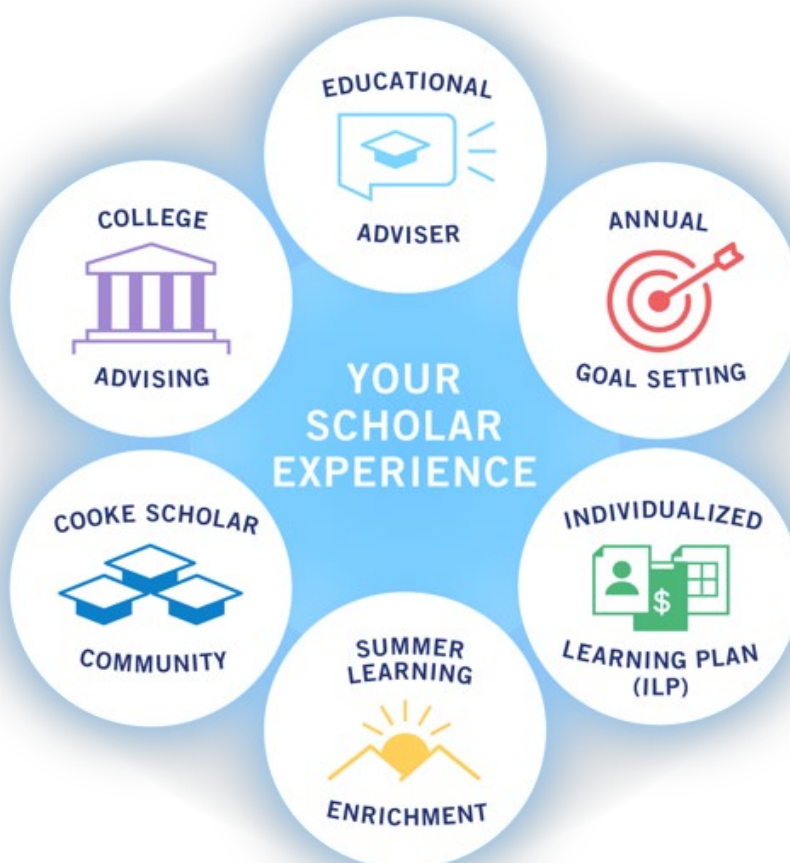 EDUCATIONAL
ADVISER
ANNUAL
GOAL SETTING
INDIVIDUALIZED
$
LEARNING PLAN
(ILP)
SUMMER
LEARNING
ENRICHMENT
COOKE SCHOLAR
COMMUNITY
COLLEGE
ADVISING
YOUR
SCHOLAR
EXPERIENCE